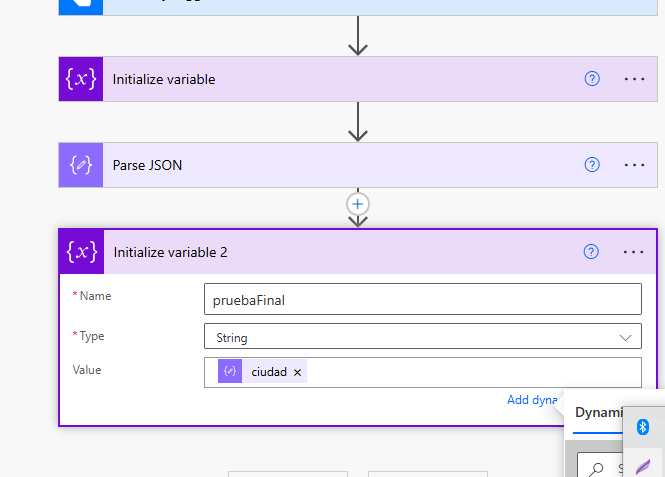 Initialize variable
Parse JSON
Initialize variable 2
* Name
pruebaFinal
* Type
String
Value
ciudad
Add dyna
Dynami